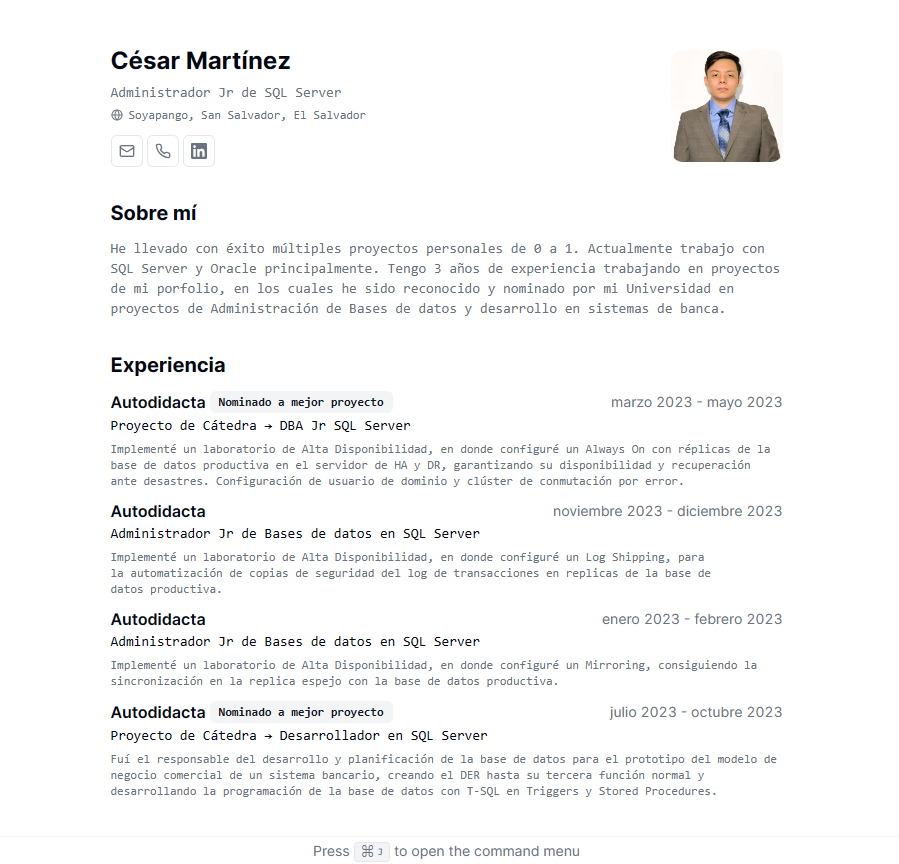 César Martínez
Administrador Jr de SQL Server
Soyapango, San Salvador, El Salvador
in
Sobre mí
He llevado con éxito múltiples proyectos personales de 0 a 1. Actualmente trabajo con
SQL Server y Oracle principalmente. Tengo 3 años de experiencia trabajando en proyectos
de mi porfolio, en los cuales he sido reconocido y nominado por mi Universidad en
proyectos de Administración de Bases de datos y desarrollo en sistemas de banca.
Experiencia
Autodidacta Nominado a mejor proyecto marzo 2023 - mayo 2023
Proyecto de Cátedra → DBA Jr SQL Server
Implementé un laboratorio de Alta Disponibilidad, en donde configuré un Always On con réplicas de la
base de datos productiva en el servidor de HA y DR, garantizando su disponibilidad y recuperación
ante desastres. Configuración de usuario de dominio y clúster de conmutación por error.
Autodidacta noviembre 2023 - diciembre 2023
Administrador Jr de Bases de datos en SQL Server
Implementé un laboratorio de Alta Disponibilidad, en donde configuré un Log Shipping, para
la automatización de copias de seguridad del log de transacciones en replicas de la base de
datos productiva.
Autodidacta enero 2023 - febrero 2023
Administrador Jr de Bases de datos en SQL Server
Implementé un laboratorio de Alta Disponibilidad, en donde configuré un Mirroring, consiguiendo la
sincronización en la replica espejo con la base de datos productiva.
Autodidacta Nominado a mejor proyecto julio 2023 - octubre 2023
Proyecto de Cátedra → Desarrollador en SQL Server
Fuí el responsable del desarrollo y planificación de la base de datos para el prototipo del modelo de
negocio comercial de un sistema bancario, creando el DER hasta su tercera función normal y
desarrollando la programación de la base de datos con T-SQL en Triggers y Stored Procedures.
Press ⌘ J to open the command menu